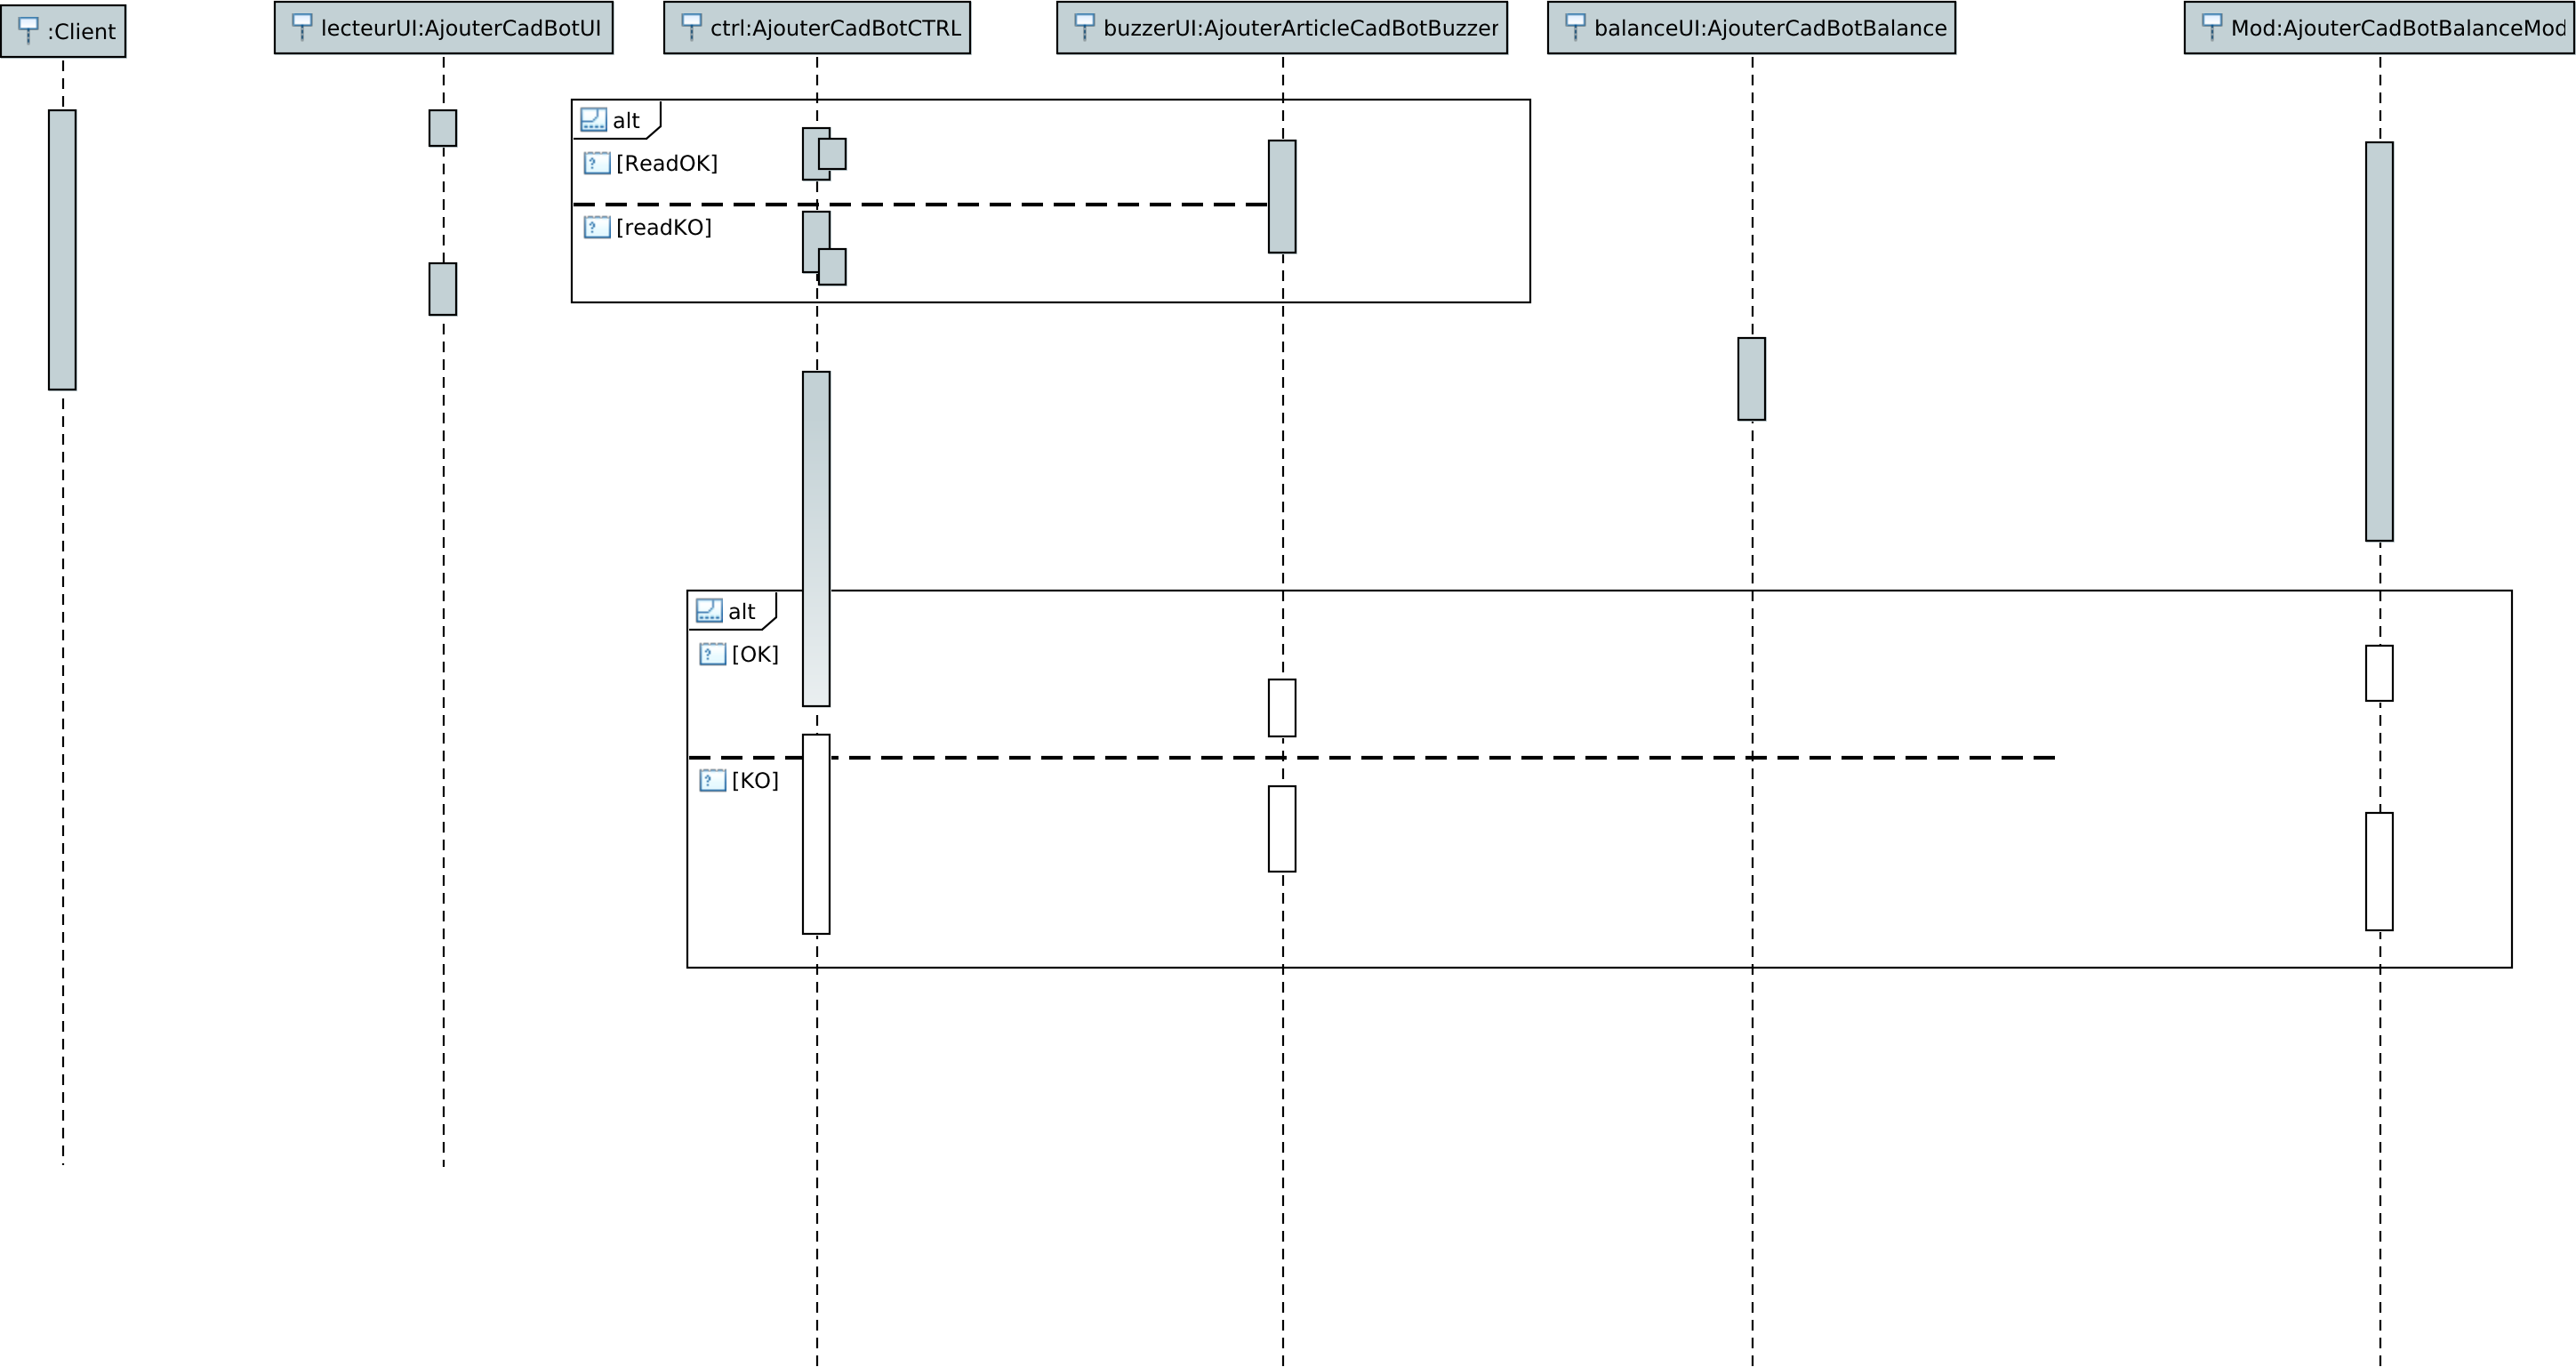 :Client
lecteurUI:AjouterCadBotUI
ctrl:AjouterCadBotCTRL
buzzerUI:AjouterArticleCadBotBuzzer
balanceUI:AjouterCadBotBalance
Mod:AjouterCadBotBalanceMod
alt
[ReadOK]
[readKO]
alt
[OK]
[KO]